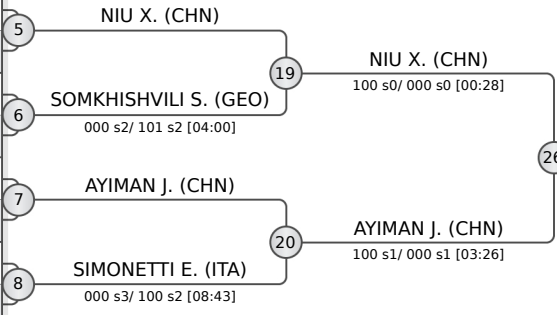 NIU X. (CHN)
5
19
NIU X. (CHN)
100 s0/ 000 s0 [00:28]
SOMKHISHVILI S. (GEO)
6
000 s2/ 101 s2 [04:00]
26
AYIMAN J. (CHN)
7
20
AYIMAN J. (CHN)
100 s1/ 000 s1 [03:26]
SIMONETTI E. (ITA)
8
000 s3/ 100 s2 [08:43]